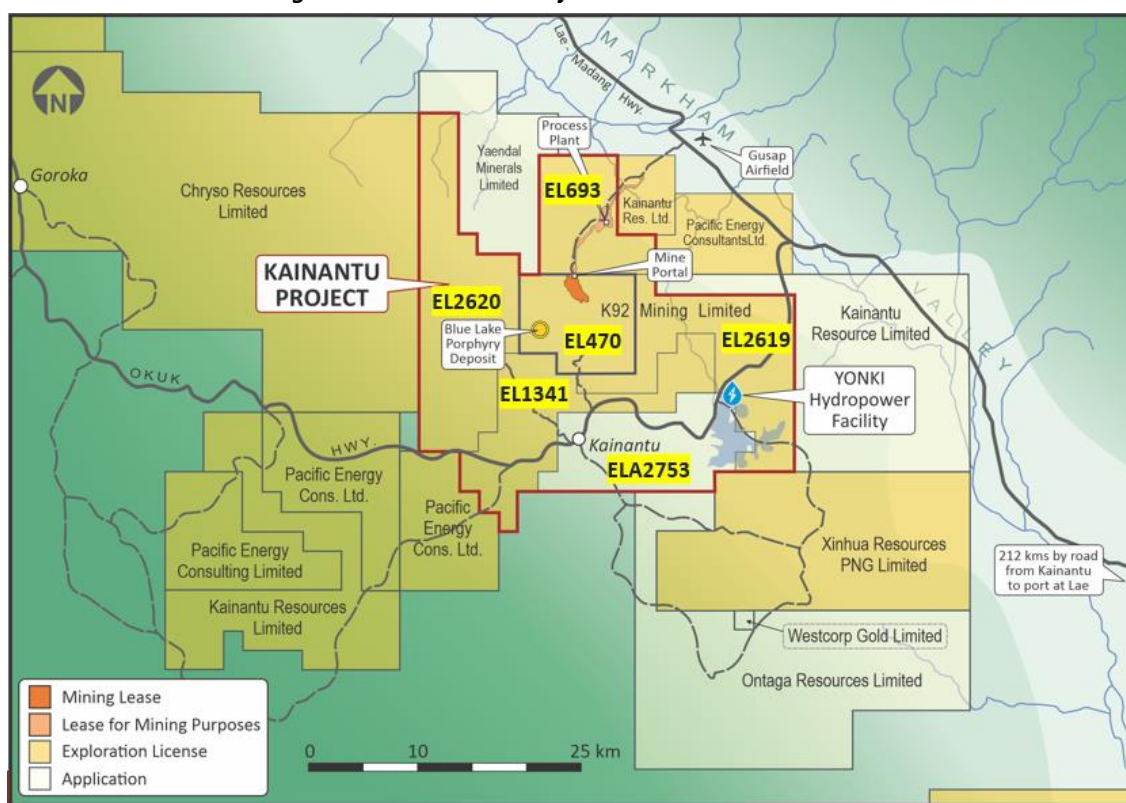 MARKHAM
Lae - Madang Hwy.
N
Goroka
Chryso Resources
Limited
Yaendal
Minerals
Limited
Process
Plant
EL693
Gusap
Airfield
Kainantu
Res. Ltd.
Pacific Energy
ConsultantsLtd.
KAINANTU
PROJECT
EL2620
Mine
Portal
K92 Mining Limited
VALLEY
Kainantu
Resource Limited
Blue Lake
Porphyry
Deposit
EL470
EL2619
OKUK
HWY.
EL1341
YONKI
Hydropower
Facility
Kainantu
ELA2753
Pacific Energy
Cons. Ltd.
Pacific
Energy
Cons. Ltd.
Pacific Energy
Consulting Limited
Xinhua Resources
PNG Limited
212 kms by road
from Kainantu
to port at Lae
Kainantu Resources
Limited
Westcorp Gold Limited
Ontaga Resources Limited
Mining Lease
Lease for Mining Purposes
Exploration License
Application
0 10 25 km